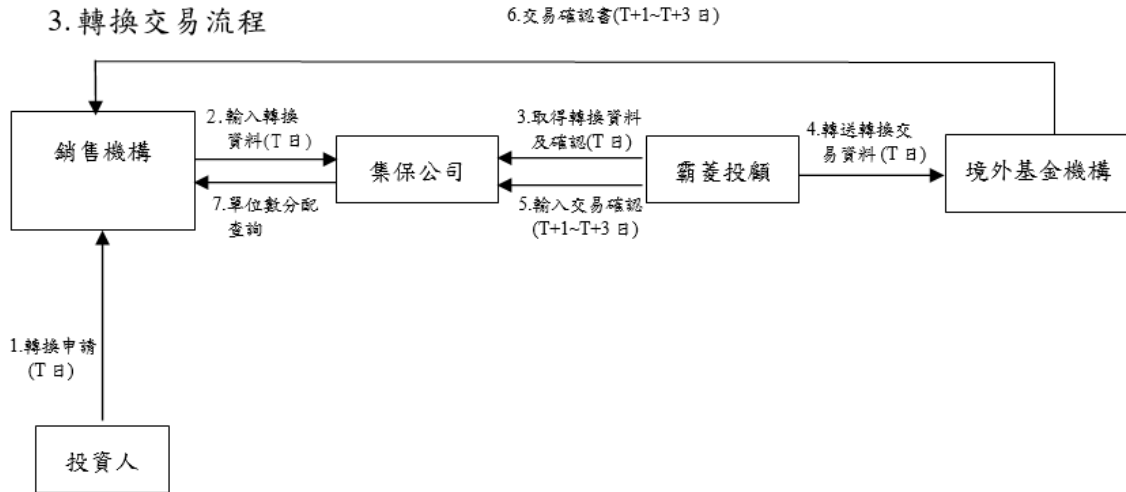 3.轉換交易流程
6.交易確認書(T+1~T+3 日)
銷售機構
2.輸入轉換
資料(T 日)
7.單位數分配
查詢
集保公司
3.取得轉換資料
及確認(T 日)
5.輸入交易確認
(T+1~T+3 日)
霸菱投顧
4.轉送轉換交
易資料(T 日)
境外基金機構
1.轉換申請
(T 日)
投資人